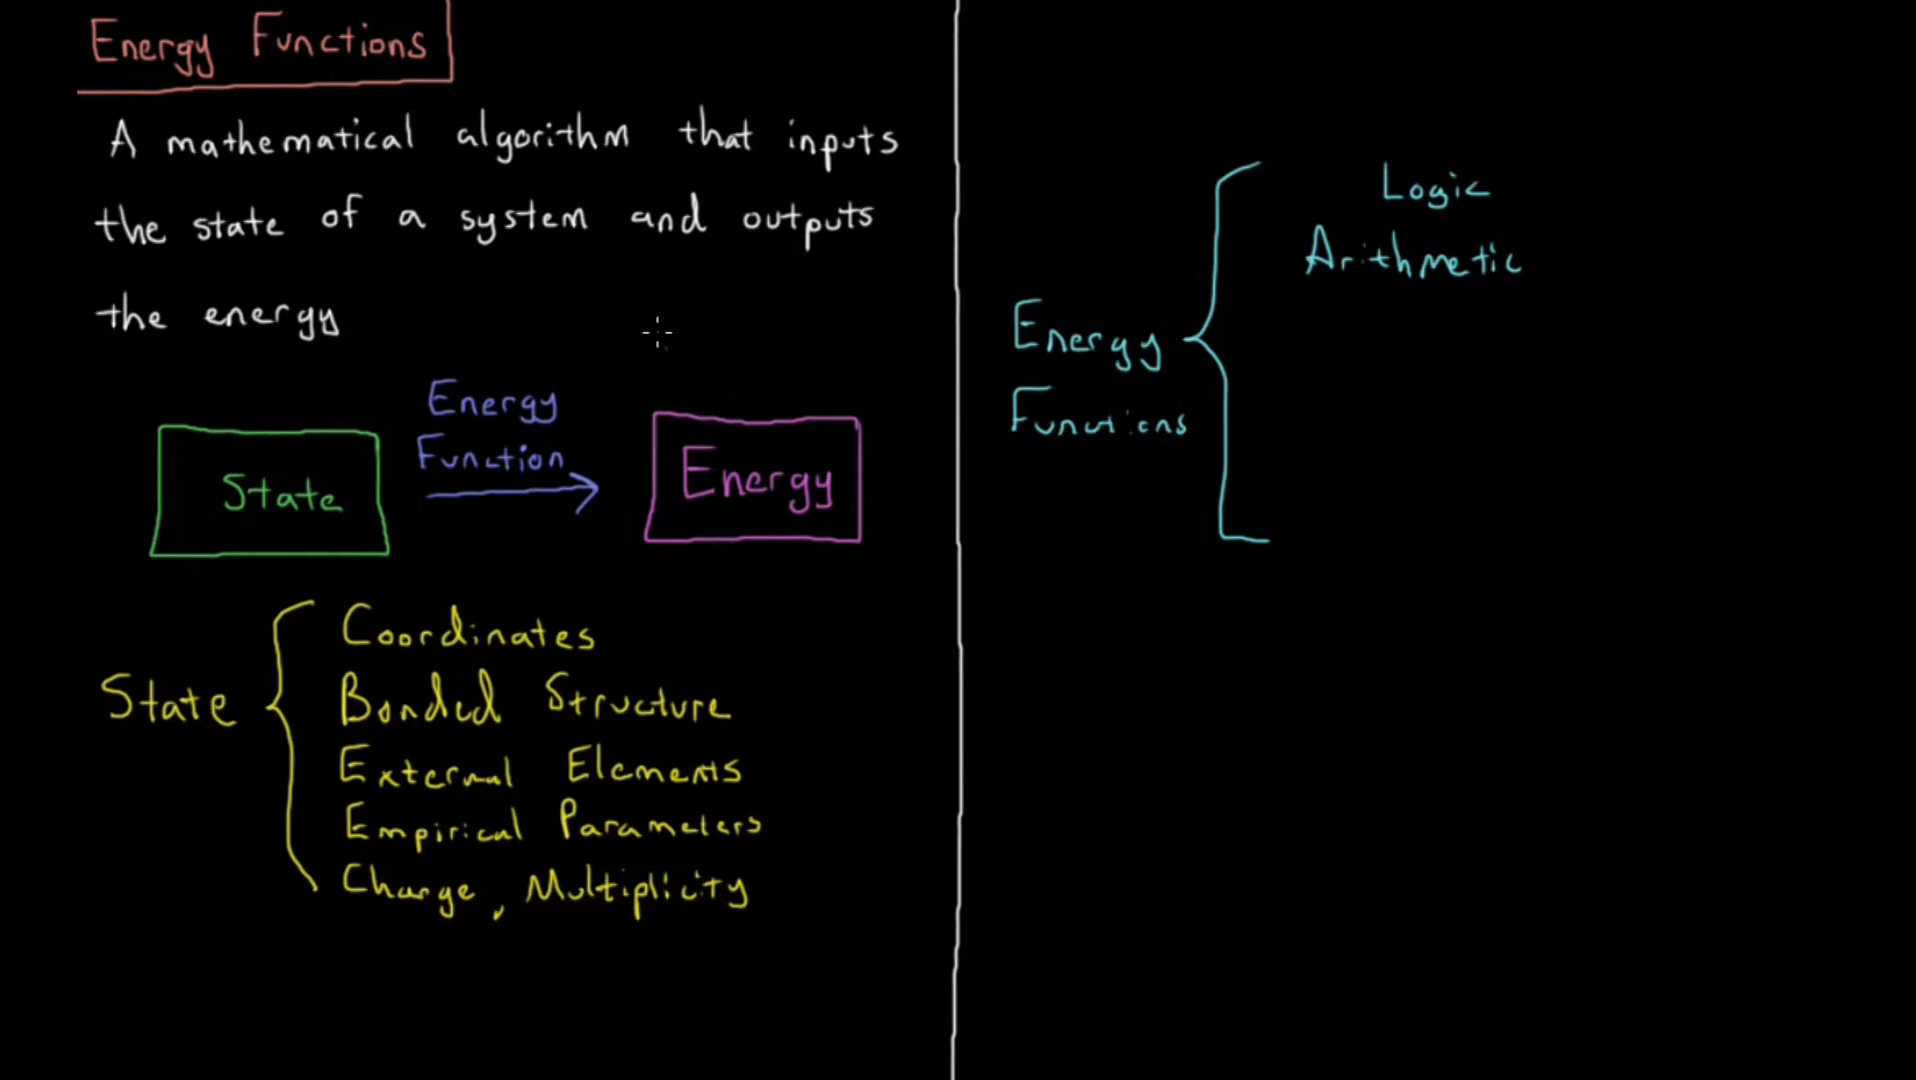 Energy Functions
A mathematical algorithm that inputs
the state of a system and outputs
the energy
Energy
Function
State
Energy
State
Coordinates
Bonded Structure
External Elements
Empirical Parameters
Charge, Multiplicity
Energy
Functions
Logic
Arithmetic